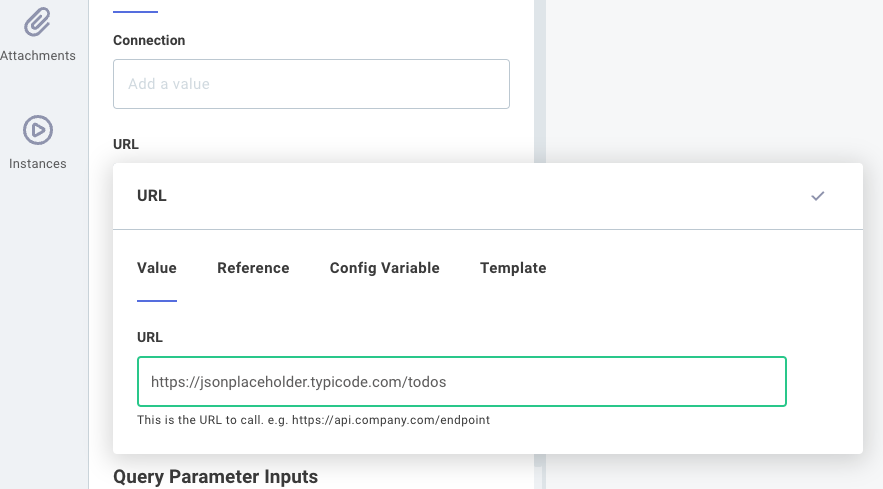 Attachments
Instances
Connection
Add a value
URL
URL
Value Reference Config Variable Template
URL
https://jsonplaceholder.typicode.com/todos
This is the URL to call. e.g. https://api.company.com/endpoint
Query Parameter Inputs